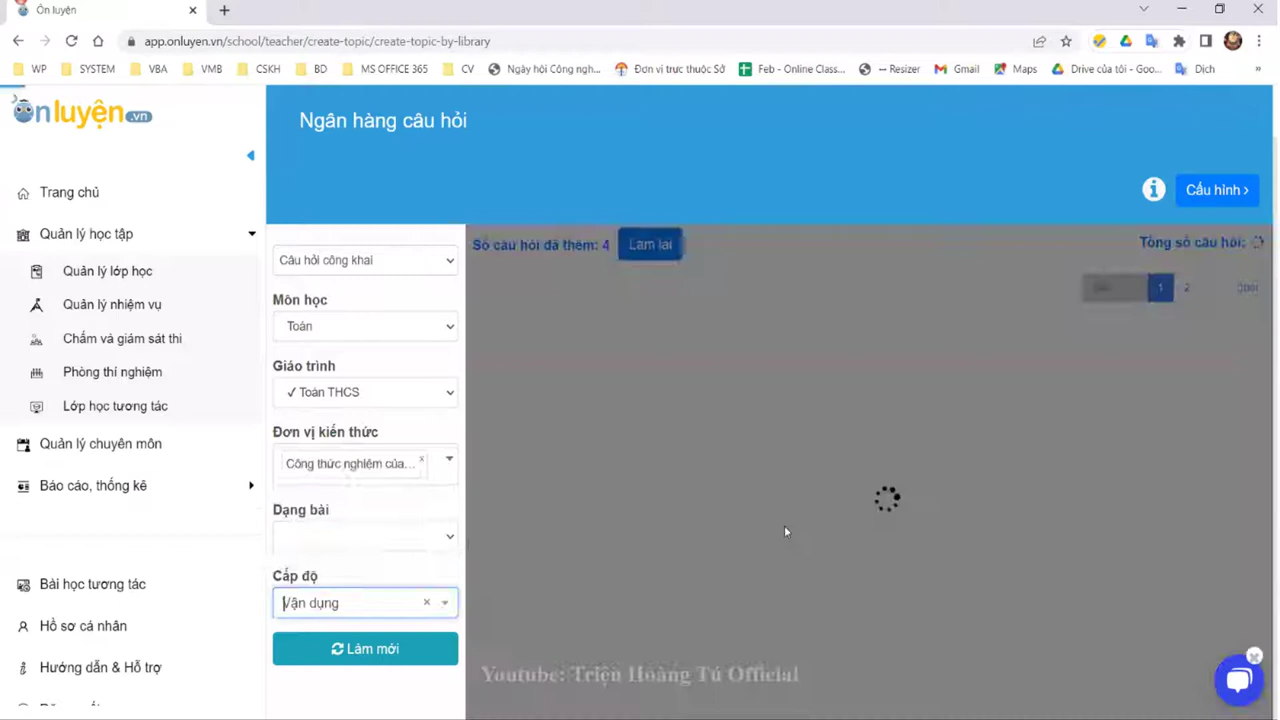 Ôn luyện
app.onluyen.vn/school/teacher/create-topic/create-topic-by-library
WP SYSTEM VBA VMB CSKH BD MS OFFICE 365 CV Ngày hội Công nghệ... Đơn vị trực thuộc Sở Feb - Online Class... -- Resizer Gmail Maps Drive của tôi - Goo... Dịch »
Ôn luyện .vn
Ngân hàng câu hỏi
Cấu hình ›
Trang chủ
Quản lý học tập
Quản lý lớp học
Quản lý nhiệm vụ
Chấm và giám sát thi
Phòng thí nghiệm
Lớp học tương tác
Quản lý chuyên môn
Báo cáo, thống kê
Bài học tương tác
Hồ sơ cá nhân
Hướng dẫn & Hỗ trợ
Câu hỏi công khai
Môn học
Toán
Giáo trình
✓ Toán THCS
Đơn vị kiến thức
Công thức nghiệm của... ×
Dạng bài
Cấp độ
Vận dụng ×
Làm mới
Số câu hỏi đã thêm: 4 Làm lại
Tổng số câu hỏi:
1 2
Youtube: Triệu Hoàng Tú Official